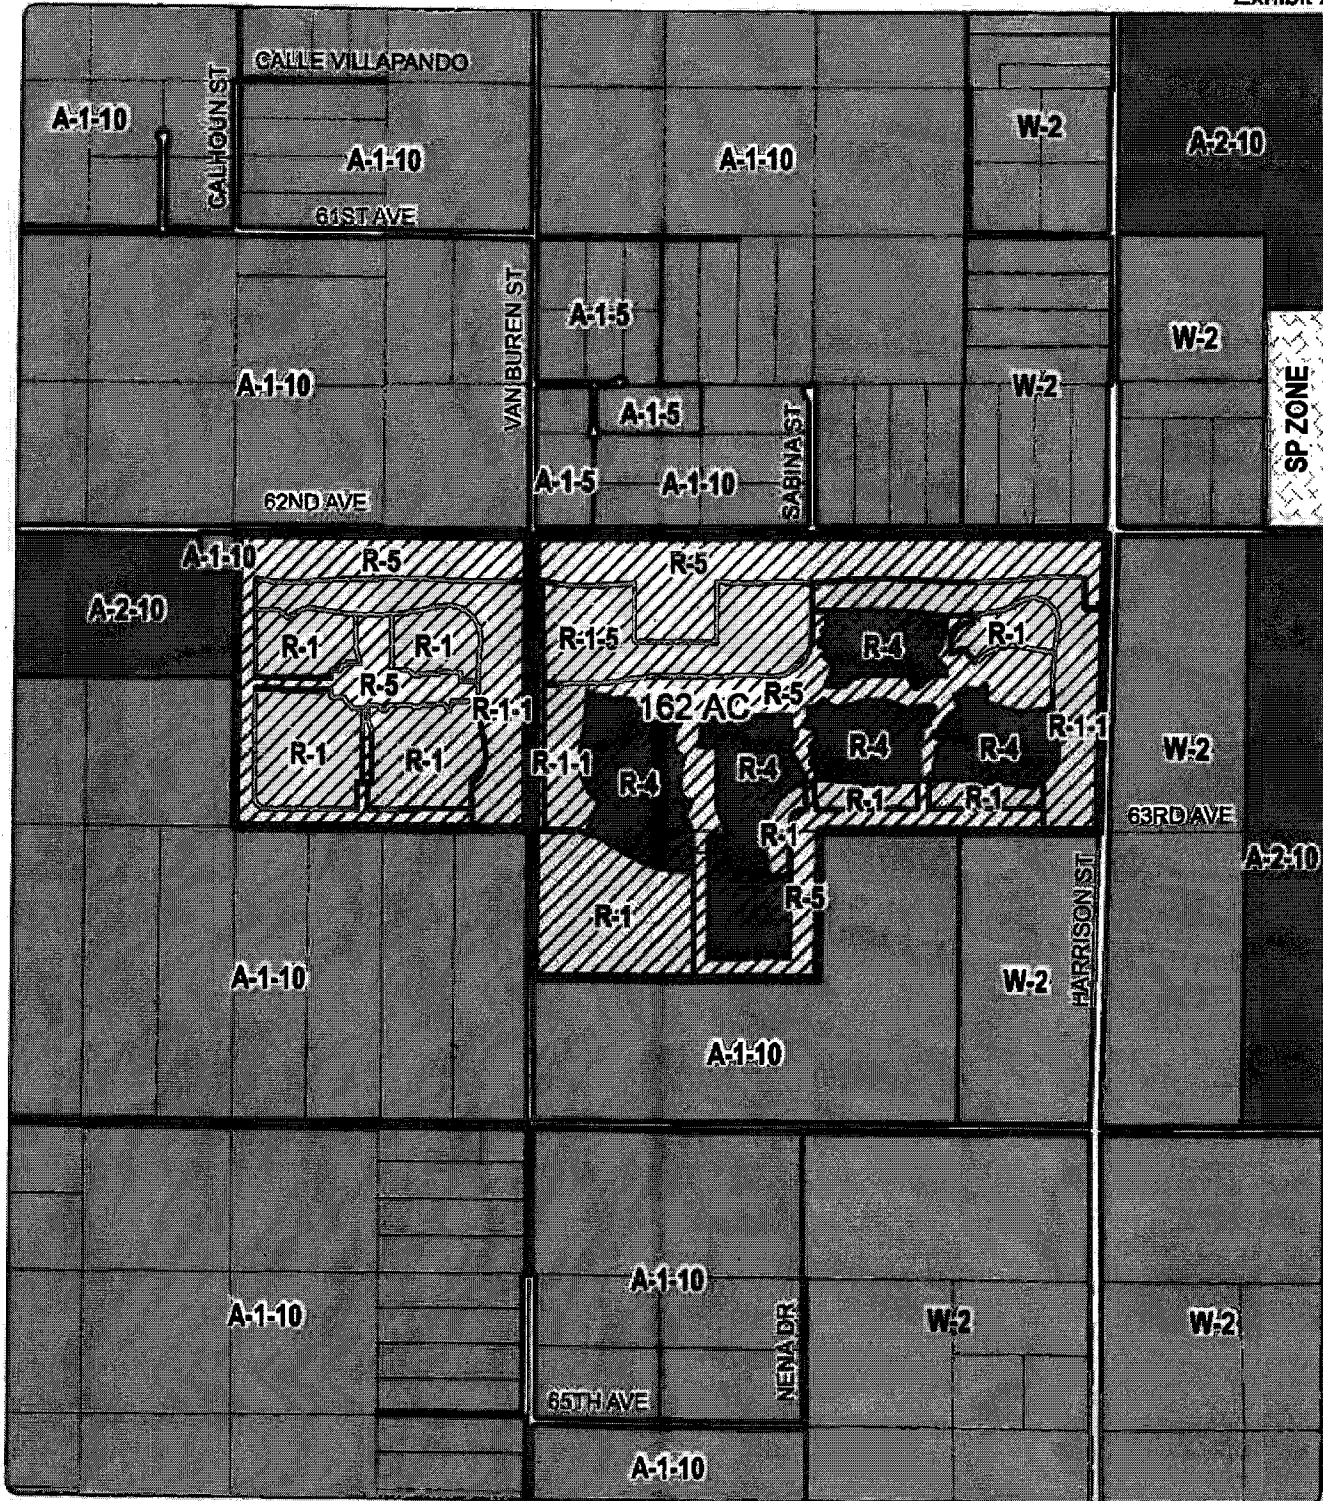 Exhibit
CALLE VILLAPANDO
CALHOUN ST
A-1-10
W-2
A-2-10
A-1-10
A-1-10
61ST AVE
VAN BUREN ST
A-1-5
W-2
A-1-10
W-2
SP ZONE
A-1-5
SABINA ST
A-1-5
A-1-10
62ND AVE
A-1-10
R-5
R-5
A-2-10
R-1-5
R-1
R-1
R-4
R-1
R-5
R-5
162 AC
R-1-1
R-1-1
R-1
R-1
R-1-1
R-4
R-4
R-4
R-4
W-2
R-1
R-1
63RD AVE
R-1
A-2-10
R-5
R-1
HARRISON ST
A-1-10
W-2
A-1-10
A-1-10
A-1-10
NENA DR
W-2
W-2
65TH AVE
A-1-10